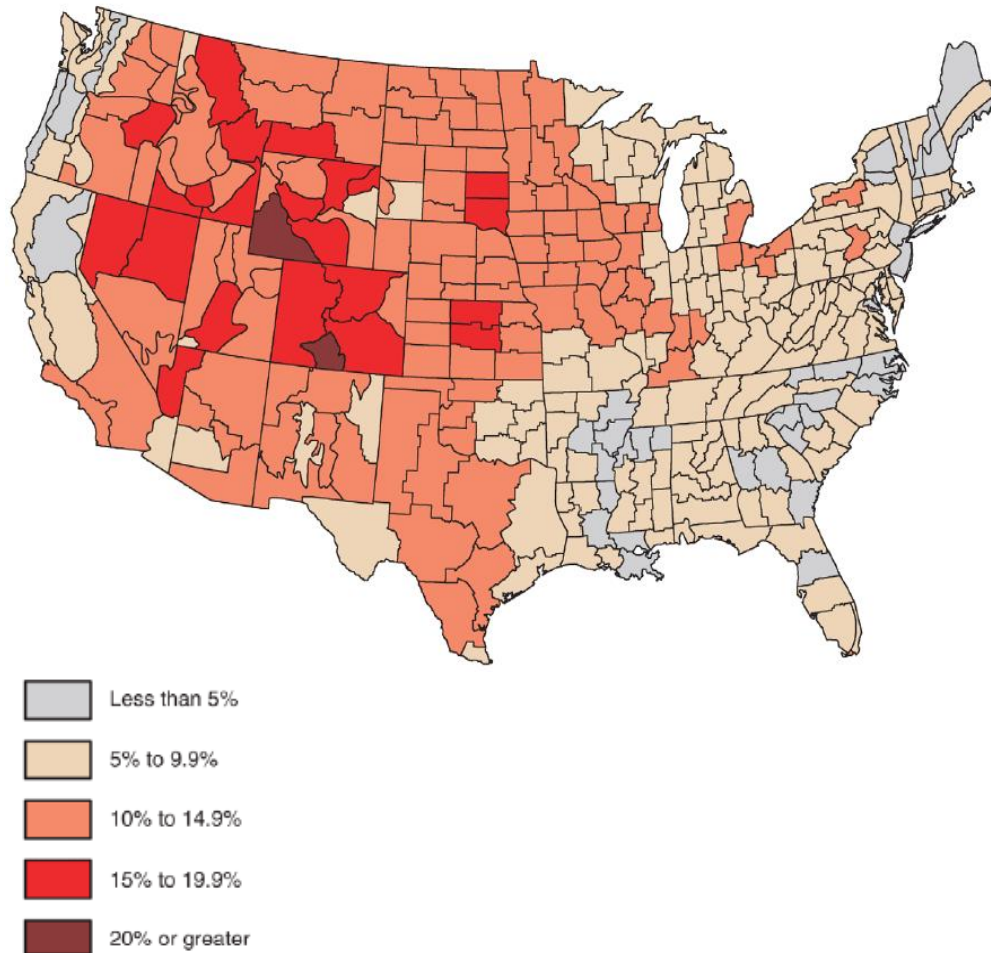 Less than 5%
5% to 9.9%
10% to 14.9%
15% to 19.9%
20% or greater